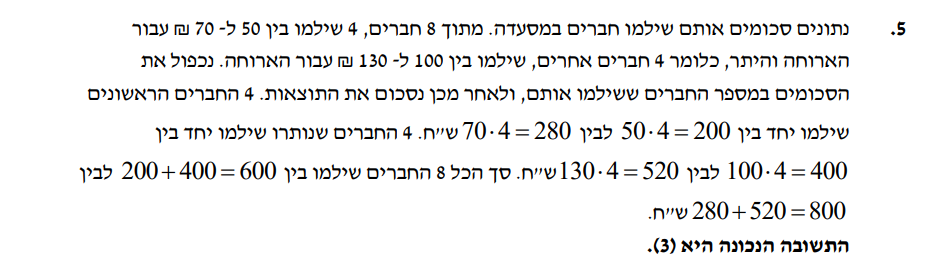 5. נתונים סכומים אותם שילמו חברים במסעדה. מתוך 8 חברים, 4 שילמו בין 50 ל- 70 ₪ עבור
הארוחה והיתר, כלומר 4 חברים אחרים, שילמו בין 100 ל- 130 ₪ עבור הארוחה. נכפול את
הסכומים במספר החברים ששילמו אותם, ולאחר מכן נסכום את התוצאות. 4 החברים הראשונים
שילמו יחד בין 50·4 = 200 לבין 70·4 = 280 ש״ח. 4 החברים שנותרו שילמו יחד בין
100·4 = 400 לבין 130·4 = 520 ש״ח. סך הכל 8 החברים שילמו בין 200+400 = 600 לבין
280+520 = 800 ש״ח.
התשובה הנכונה היא (3).